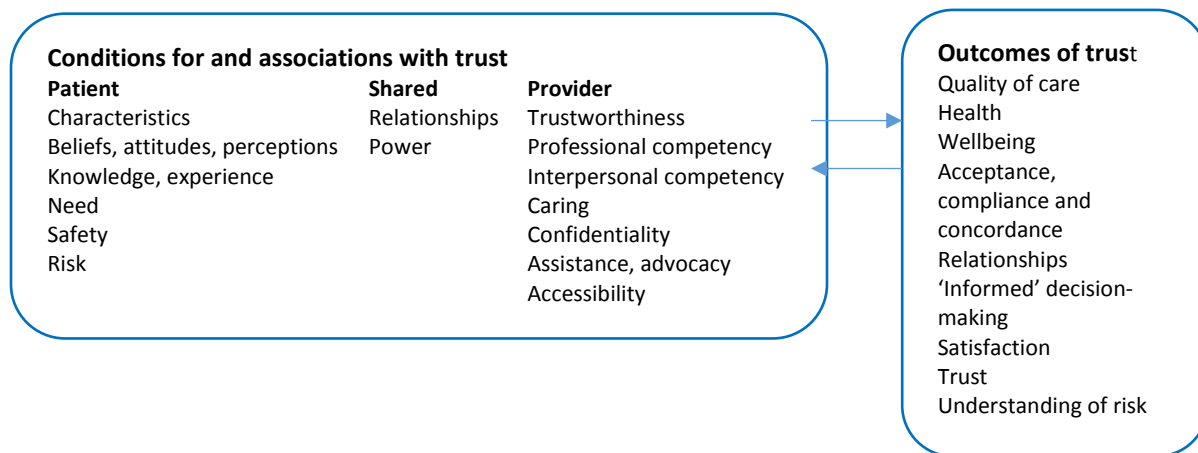 Conditions for and associations with trust
Patient Shared Provider
Characteristics Relationships Trustworthiness
Beliefs, attitudes, perceptions Power Professional competency
Knowledge, experience Interpersonal competency
Need Caring
Safety Confidentiality
Risk Assistance, advocacy
Accessibility
Outcomes of trust
Quality of care
Health
Wellbeing
Acceptance,
compliance and
concordance
Relationships
‘Informed’ decision-
making
Satisfaction
Trust
Understanding of risk